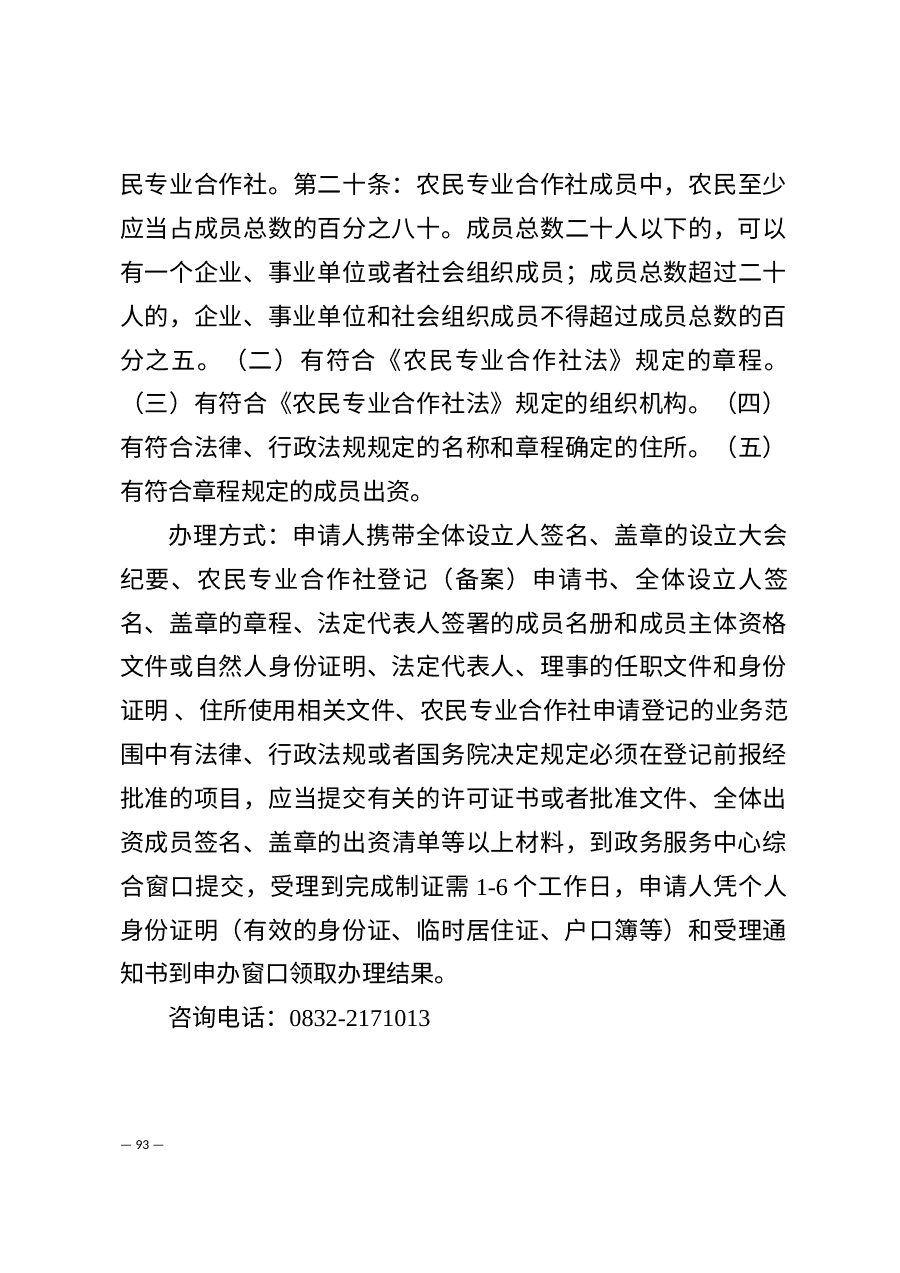 民专业合作社。第二十条：农民专业合作社成员中，农民至少
应当占成员总数的百分之八十。成员总数二十人以下的，可以
有一个企业、事业单位或者社会组织成员；成员总数超过二十
人的，企业、事业单位和社会组织成员不得超过成员总数的百
分之五。（二）有符合《农民专业合作社法》规定的章程。
（三）有符合《农民专业合作社法》规定的组织机构。（四）
有符合法律、行政法规规定的名称和章程确定的住所。（五）
有符合章程规定的成员出资。
办理方式：申请人携带全体设立人签名、盖章的设立大会
纪要、农民专业合作社登记（备案）申请书、全体设立人签
名、盖章的章程、法定代表人签署的成员名册和成员主体资格
文件或自然人身份证明、法定代表人、理事的任职文件和身份
证明 、住所使用相关文件、农民专业合作社申请登记的业务范
围中有法律、行政法规或者国务院决定规定必须在登记前报经
批准的项目，应当提交有关的许可证书或者批准文件、全体出
资成员签名、盖章的出资清单等以上材料，到政务服务中心综
合窗口提交，受理到完成制证需 1-6 个工作日，申请人凭个人
身份证明（有效的身份证、临时居住证、户口簿等）和受理通
知书到申办窗口领取办理结果。
咨询电话：0832-2171013
— 93 —